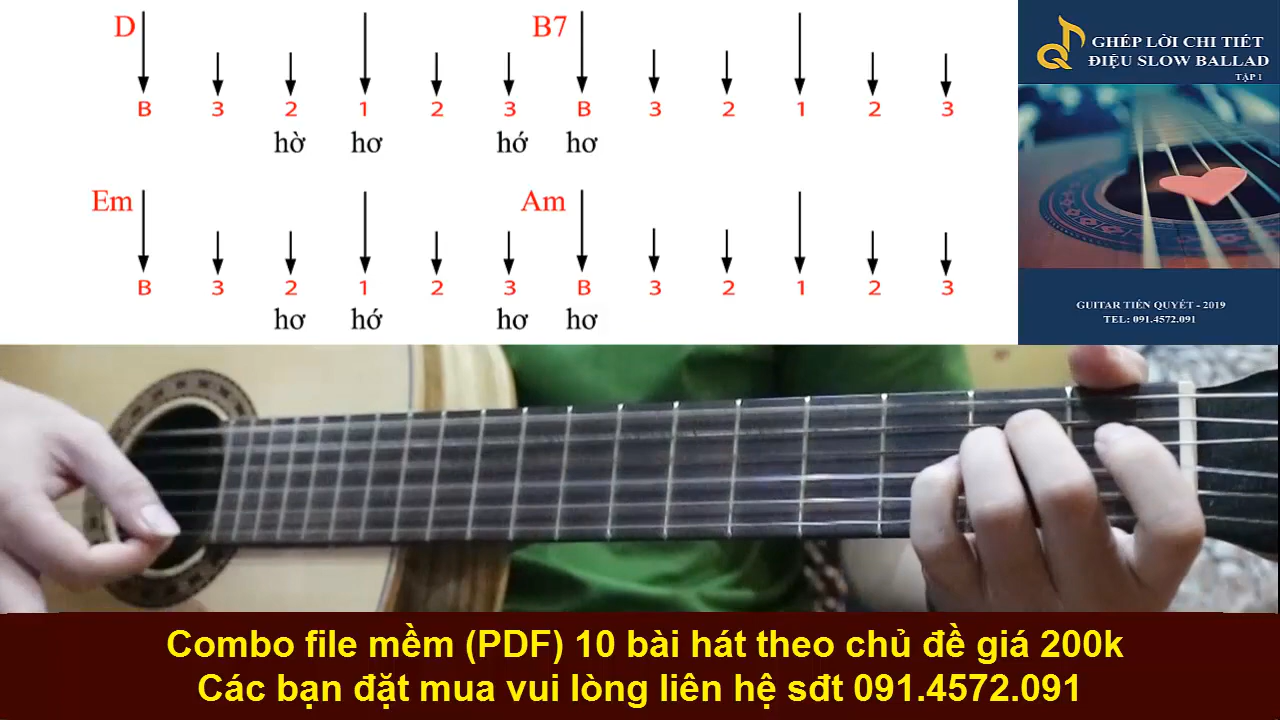 D B7
B 3 2 1 2 3 B 3 2 1 2 3
hờ hơ hớ hơ
Em Am
B 3 2 1 2 3 B 3 2 1 2 3
hơ hớ hơ hơ
GHÉP LỜI CHI TIẾT
ĐIỆU SLOW BALLAD
TẬP 1
GUITAR TIẾN QUYẾT - 2019
TEL: 091.4572.091
Combo file mềm (PDF) 10 bài hát theo chủ đề giá 200k
Các bạn đặt mua vui lòng liên hệ sđt 091.4572.091